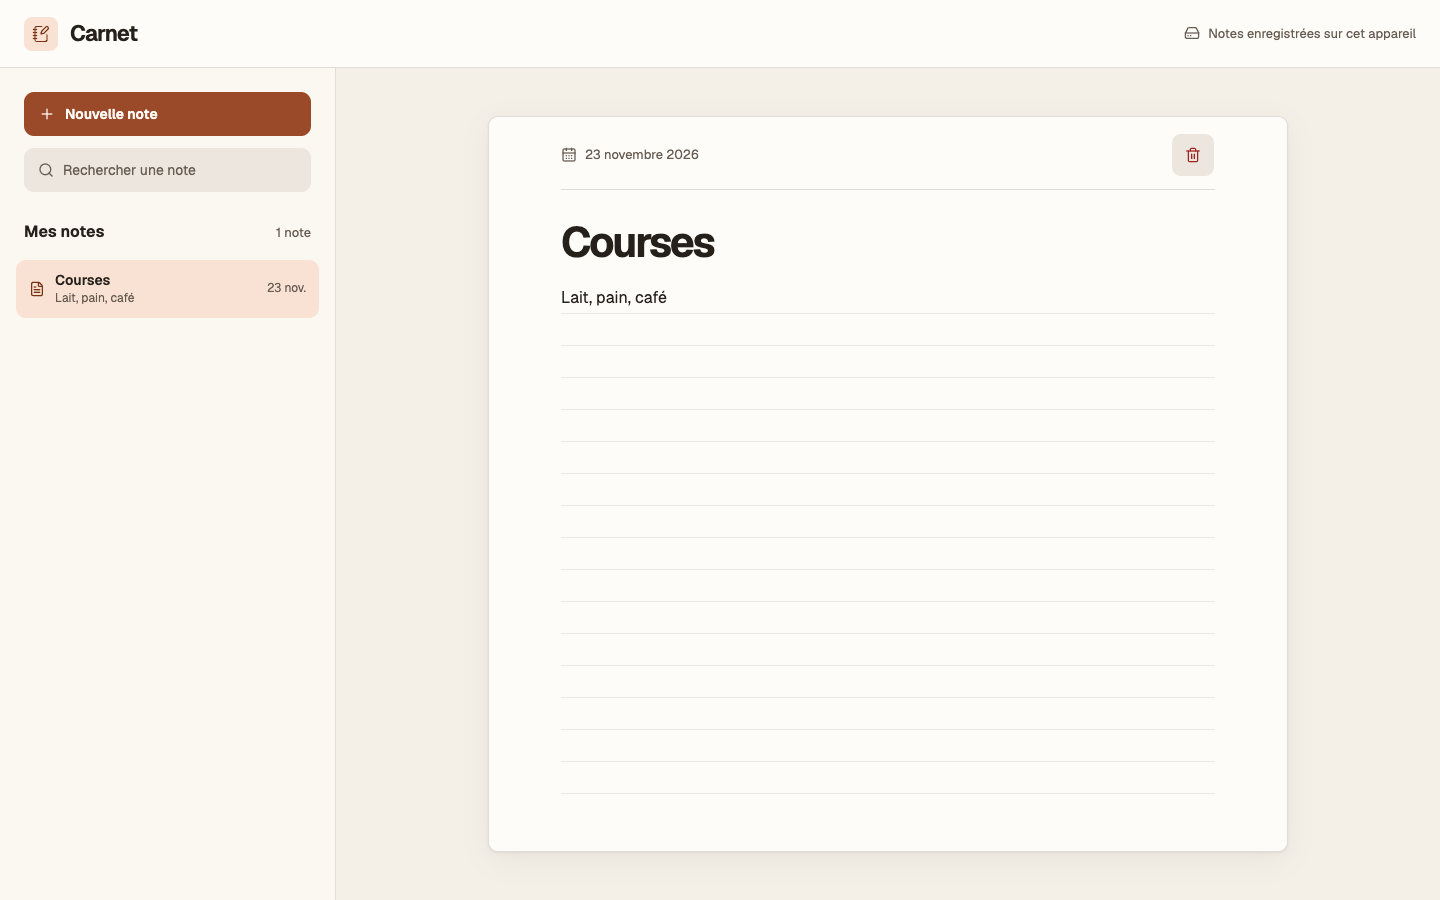 Carnet
Notes enregistrées sur cet appareil
Nouvelle note
Rechercher une note
Mes notes
1 note
Courses
Lait, pain, café
23 nov.
23 novembre 2026
Courses
Lait, pain, café